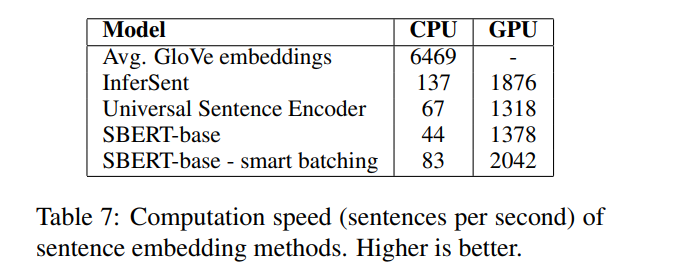 Model CPU GPU
Avg. GloVe embeddings 6469 -
InferSent 137 1876
Universal Sentence Encoder 67 1318
SBERT-base 44 1378
SBERT-base - smart batching 83 2042
Table 7: Computation speed (sentences per second) of
sentence embedding methods. Higher is better.